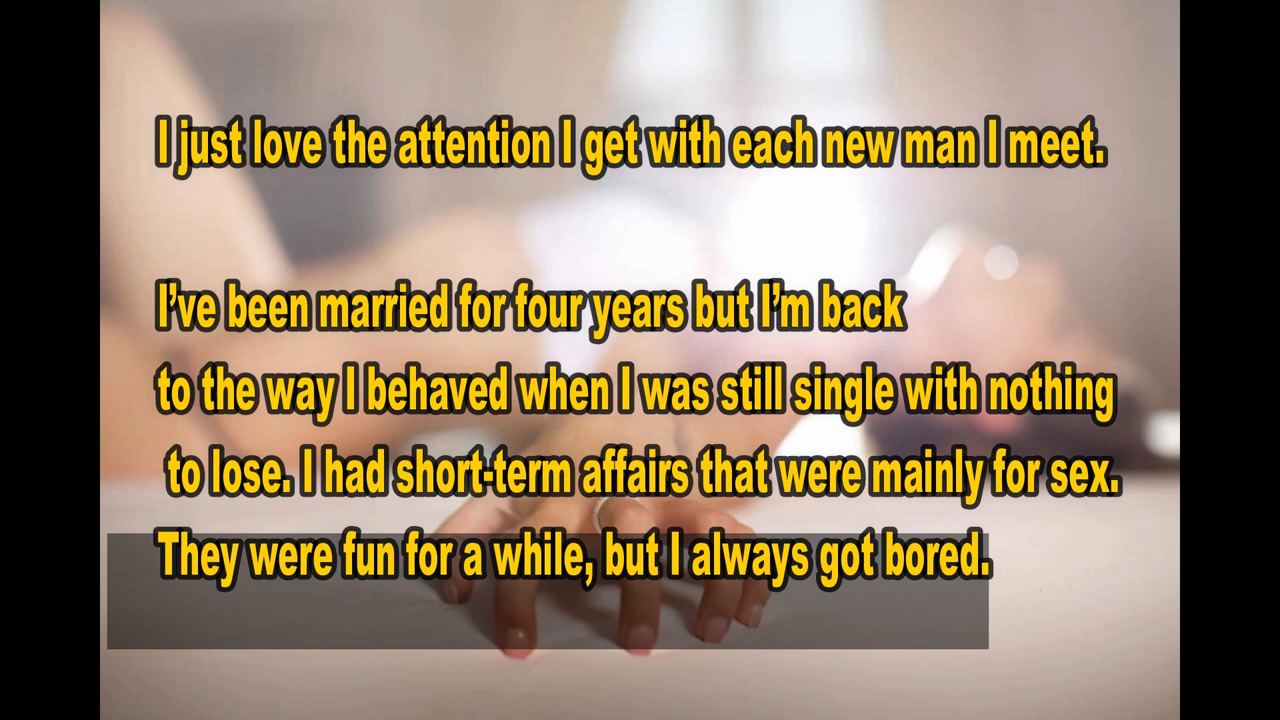 I just love the attention I get with each new man I meet.
I’ve been married for four years but I’m back
to the way I behaved when I was still single with nothing
to lose. I had short-term affairs that were mainly for sex.
They were fun for a while, but I always got bored.